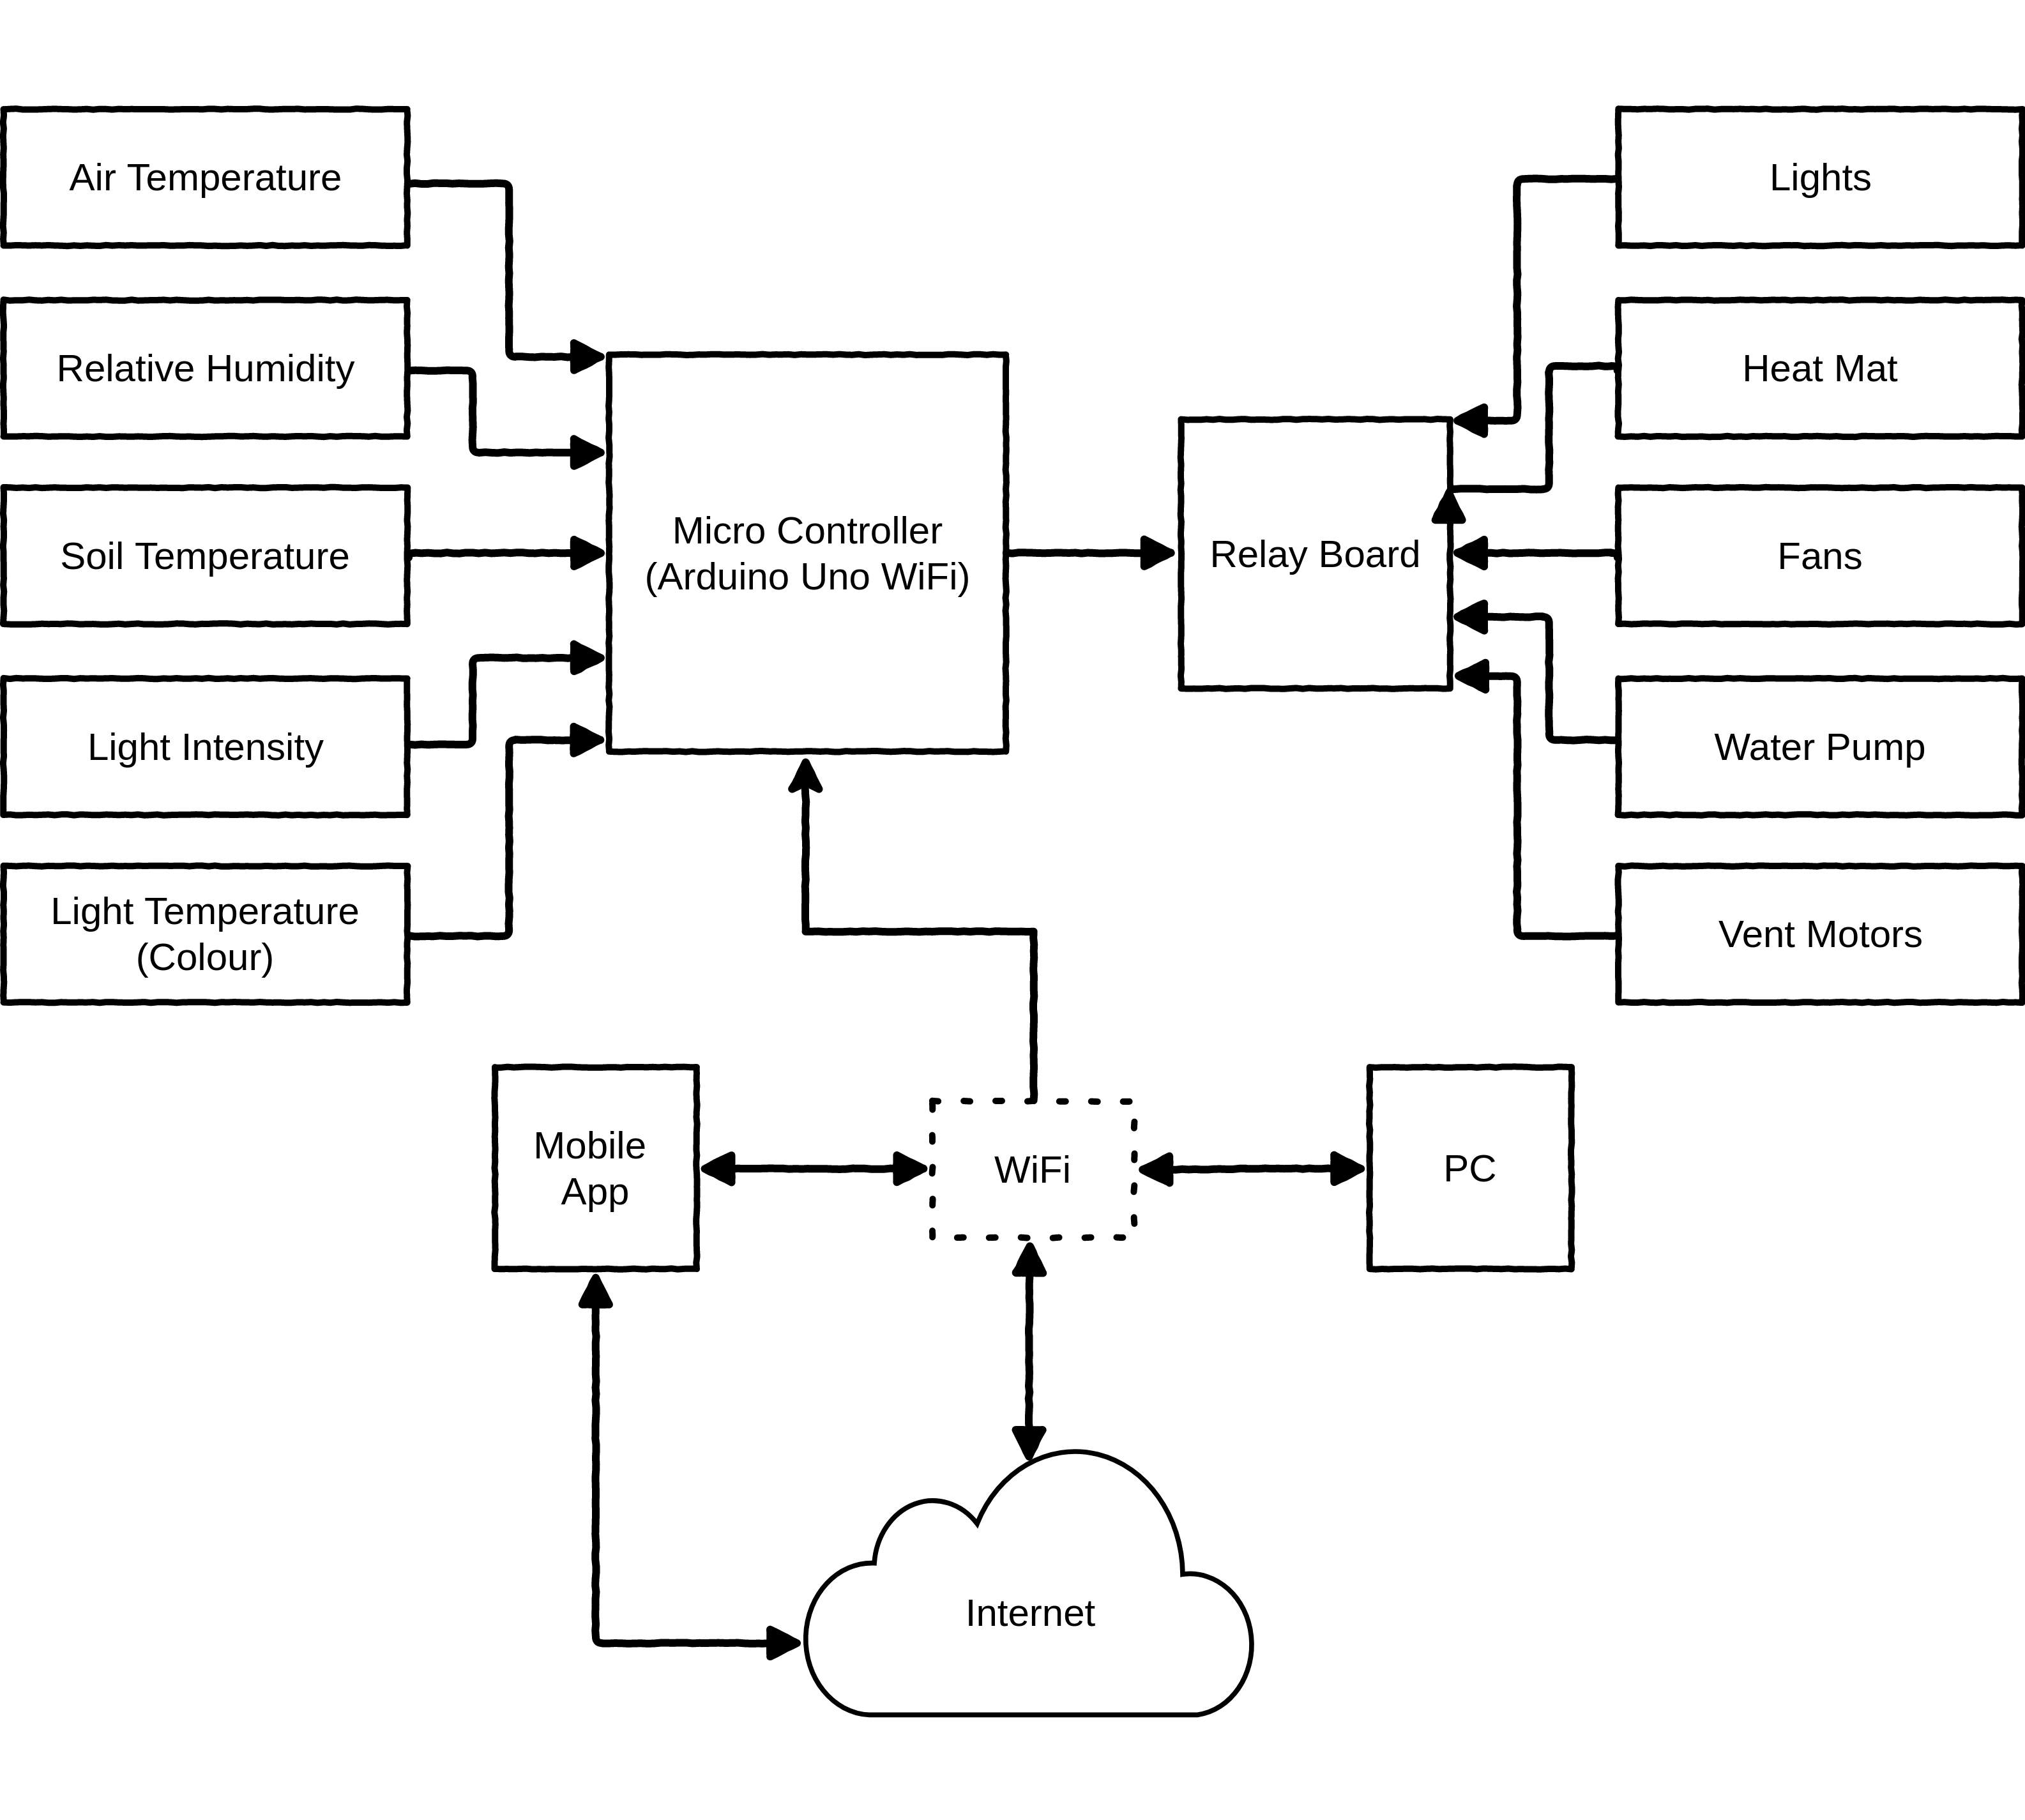 Air Temperature
Relative Humidity
Soil Temperature
Light Intensity
Light Temperature
(Colour)
Micro Controller
(Arduino Uno WiFi)
Relay Board
Lights
Heat Mat
Fans
Water Pump
Vent Motors
Mobile
App
WiFi
PC
Internet